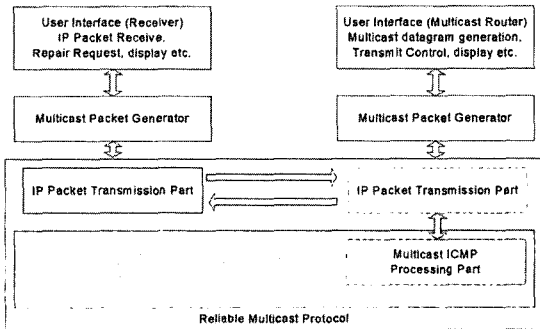 User Interface (Receiver)
IP Packet Receive,
Repair Request, display etc.
User Interface (Multicast Router)
Multicast datagram generation,
Transmit Control, display etc.
Multicast Packet Generator
Multicast Packet Generator
IP Packet Transmission Part
IP Packet Transmission Part
Multicast ICMP
Processing Part
Reliable Multicast Protocol